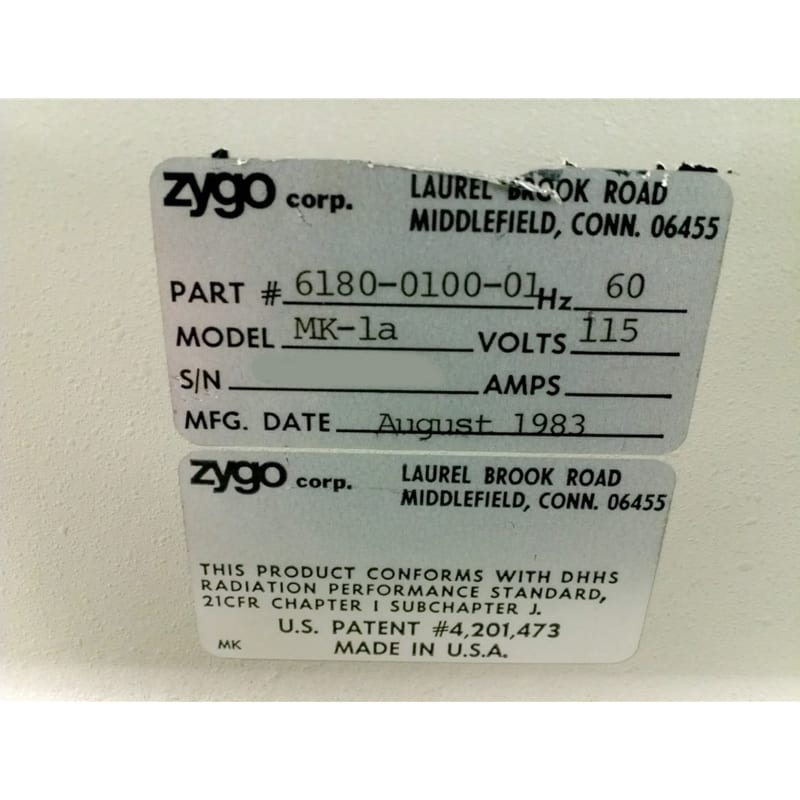 zygo corp. LAUREL BROOK ROAD
MIDDLEFIELD, CONN. 06455
PART # 6180-0100-01 Hz 60
MODEL MK-1a VOLTS 115
S/N AMPS
MFG. DATE August 1983
zygo corp. LAUREL BROOK ROAD
MIDDLEFIELD, CONN. 06455
THIS PRODUCT CONFORMS WITH DHHS
RADIATION PERFORMANCE STANDARD,
21CFR CHAPTER I SUBCHAPTER J.
U.S. PATENT #4,201,473
MK MADE IN U.S.A.